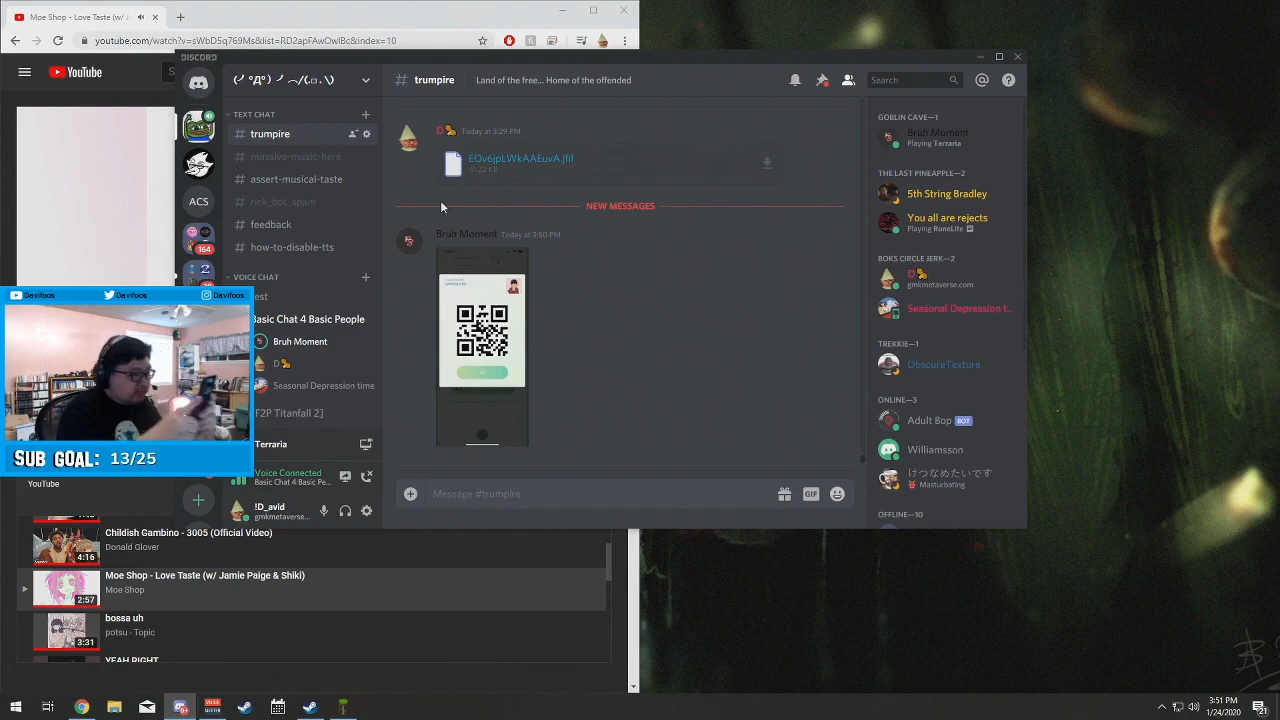 Moe Shop - Love Taste (w/ J
youtube.com/watch?v=sWbD5q769Ms&list=RD2apFAwOwlBc&index=10
YouTube
S
DISCORD
trumpire
Land of the free... Home of the offended
Search
TEXT CHAT
trumpire
massive-music-here
assert-musical-taste
rick_bot_spam
feedback
how-to-disable-tts
VOICE CHAT
est
Basic Chat 4 Basic People
Bruh Moment
D
Seasonal Depression time
F2P Titanfall 2]
Terraria
Voice Connected
Basic Chat 4 Basic Pe...
!D_avid
gmkmetaverse....
ACS
164
D Today at 3:29 PM
EOv6jpLWkAAEuvA.jfif
41.22 KB
NEW MESSAGES
Bruh Moment Today at 3:50 PM
Message #trumpire
GIF
GOBLIN CAVE—1
Bruh Moment
Playing Terraria
THE LAST PINEAPPLE—2
5th String Bradley
You all are rejects
Playing RuneLite
BOKS CIRCLE JERK—2
D
gmkmetaverse.com
Seasonal Depression t...
TREKKIE—1
ObscureTexture
ONLINE—3
Adult Bop BOT
Williamsson
けつなめたいです
Masturbating
OFFLINE—10
Davifoos
Davifoos
Davifoos
SUB GOAL: 13/25
YouTube
Childish Gambino - 3005 (Official Video)
Donald Glover
4:16
Moe Shop - Love Taste (w/ Jamie Paige & Shiki)
Moe Shop
2:57
bossa uh
potsu - Topic
3:31
YEAH RIGHT
VOICE
MEETER
3:51 PM
1/24/2020